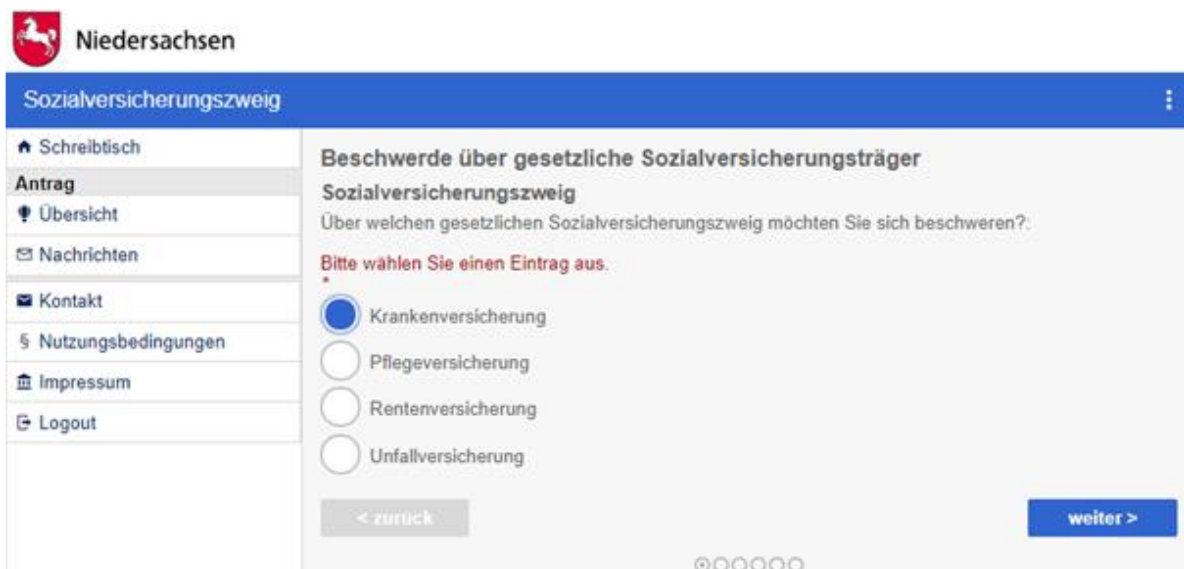 Niedersachsen
Sozialversicherungszweig
Schreibtisch
Antrag
Übersicht
Nachrichten
Kontakt
§ Nutzungsbedingungen
Impressum
Logout
Beschwerde über gesetzliche Sozialversicherungsträger
Sozialversicherungszweig
Über welchen gesetzlichen Sozialversicherungszweig möchten Sie sich beschweren?:
Bitte wählen Sie einen Eintrag aus.
*
Krankenversicherung
Pflegeversicherung
Rentenversicherung
Unfallversicherung
< zurück
weiter >